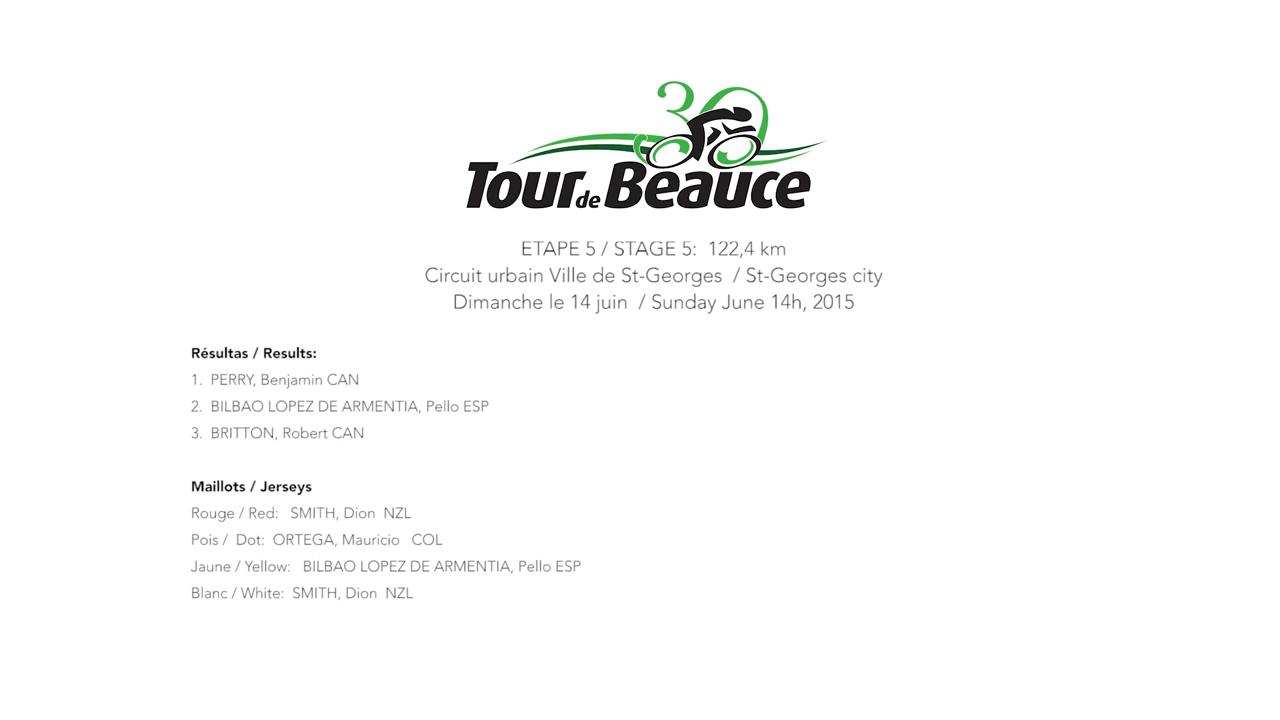 30
Tour de Beauce
ETAPE 5 / STAGE 5: 122,4 km
Circuit urbain Ville de St-Georges / St-Georges city
Dimanche le 14 juin / Sunday June 14h, 2015
Résultas / Results:
1. PERRY, Benjamin CAN
2. BILBAO LOPEZ DE ARMENTIA, Pello ESP
3. BRITTON, Robert CAN
Maillots / Jerseys
Rouge / Red: SMITH, Dion NZL
Pois / Dot: ORTEGA, Mauricio COL
Jaune / Yellow: BILBAO LOPEZ DE ARMENTIA, Pello ESP
Blanc / White: SMITH, Dion NZL